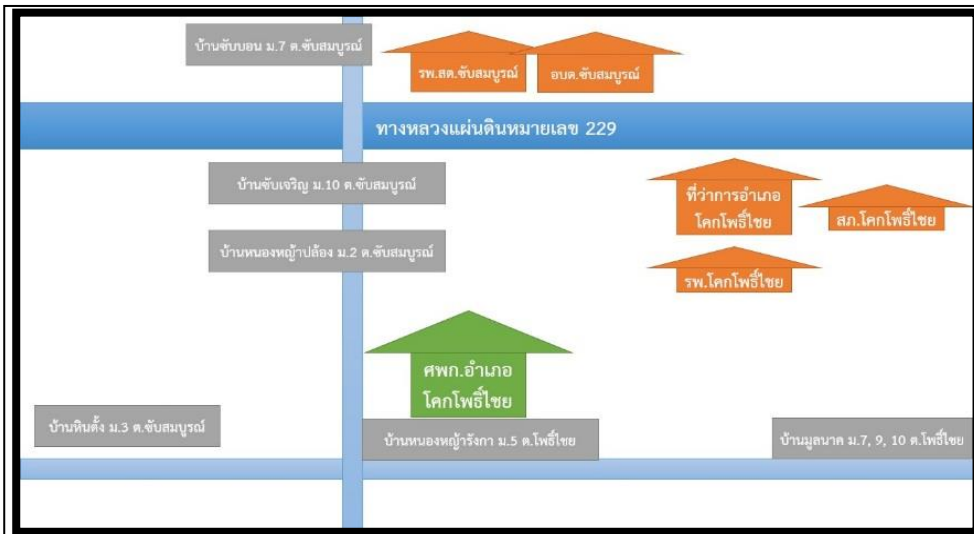 บ้านซับบอน ม.7 ต.ซับสมบูรณ์
รพ.สต.ซับสมบูรณ์
อบต.ซับสมบูรณ์
ทางหลวงแผ่นดินหมายเลข 229
บ้านซับเจริญ ม.10 ต.ซับสมบูรณ์
ที่ว่าการอำเภอ
โคกโพธิ์ไชย
สภ.โคกโพธิ์ไชย
บ้านหนองหญ้าปล้อง ม.2 ต.ซับสมบูรณ์
รพ.โคกโพธิ์ไชย
ศพก.อำเภอ
โคกโพธิ์ไชย
บ้านหินตั้ง ม.3 ต.ซับสมบูรณ์
บ้านหนองหญ้ารังกา ม.5 ต.โพธิ์ไชย
บ้านมูลนาค ม.7, 9, 10 ต.โพธิ์ไชย